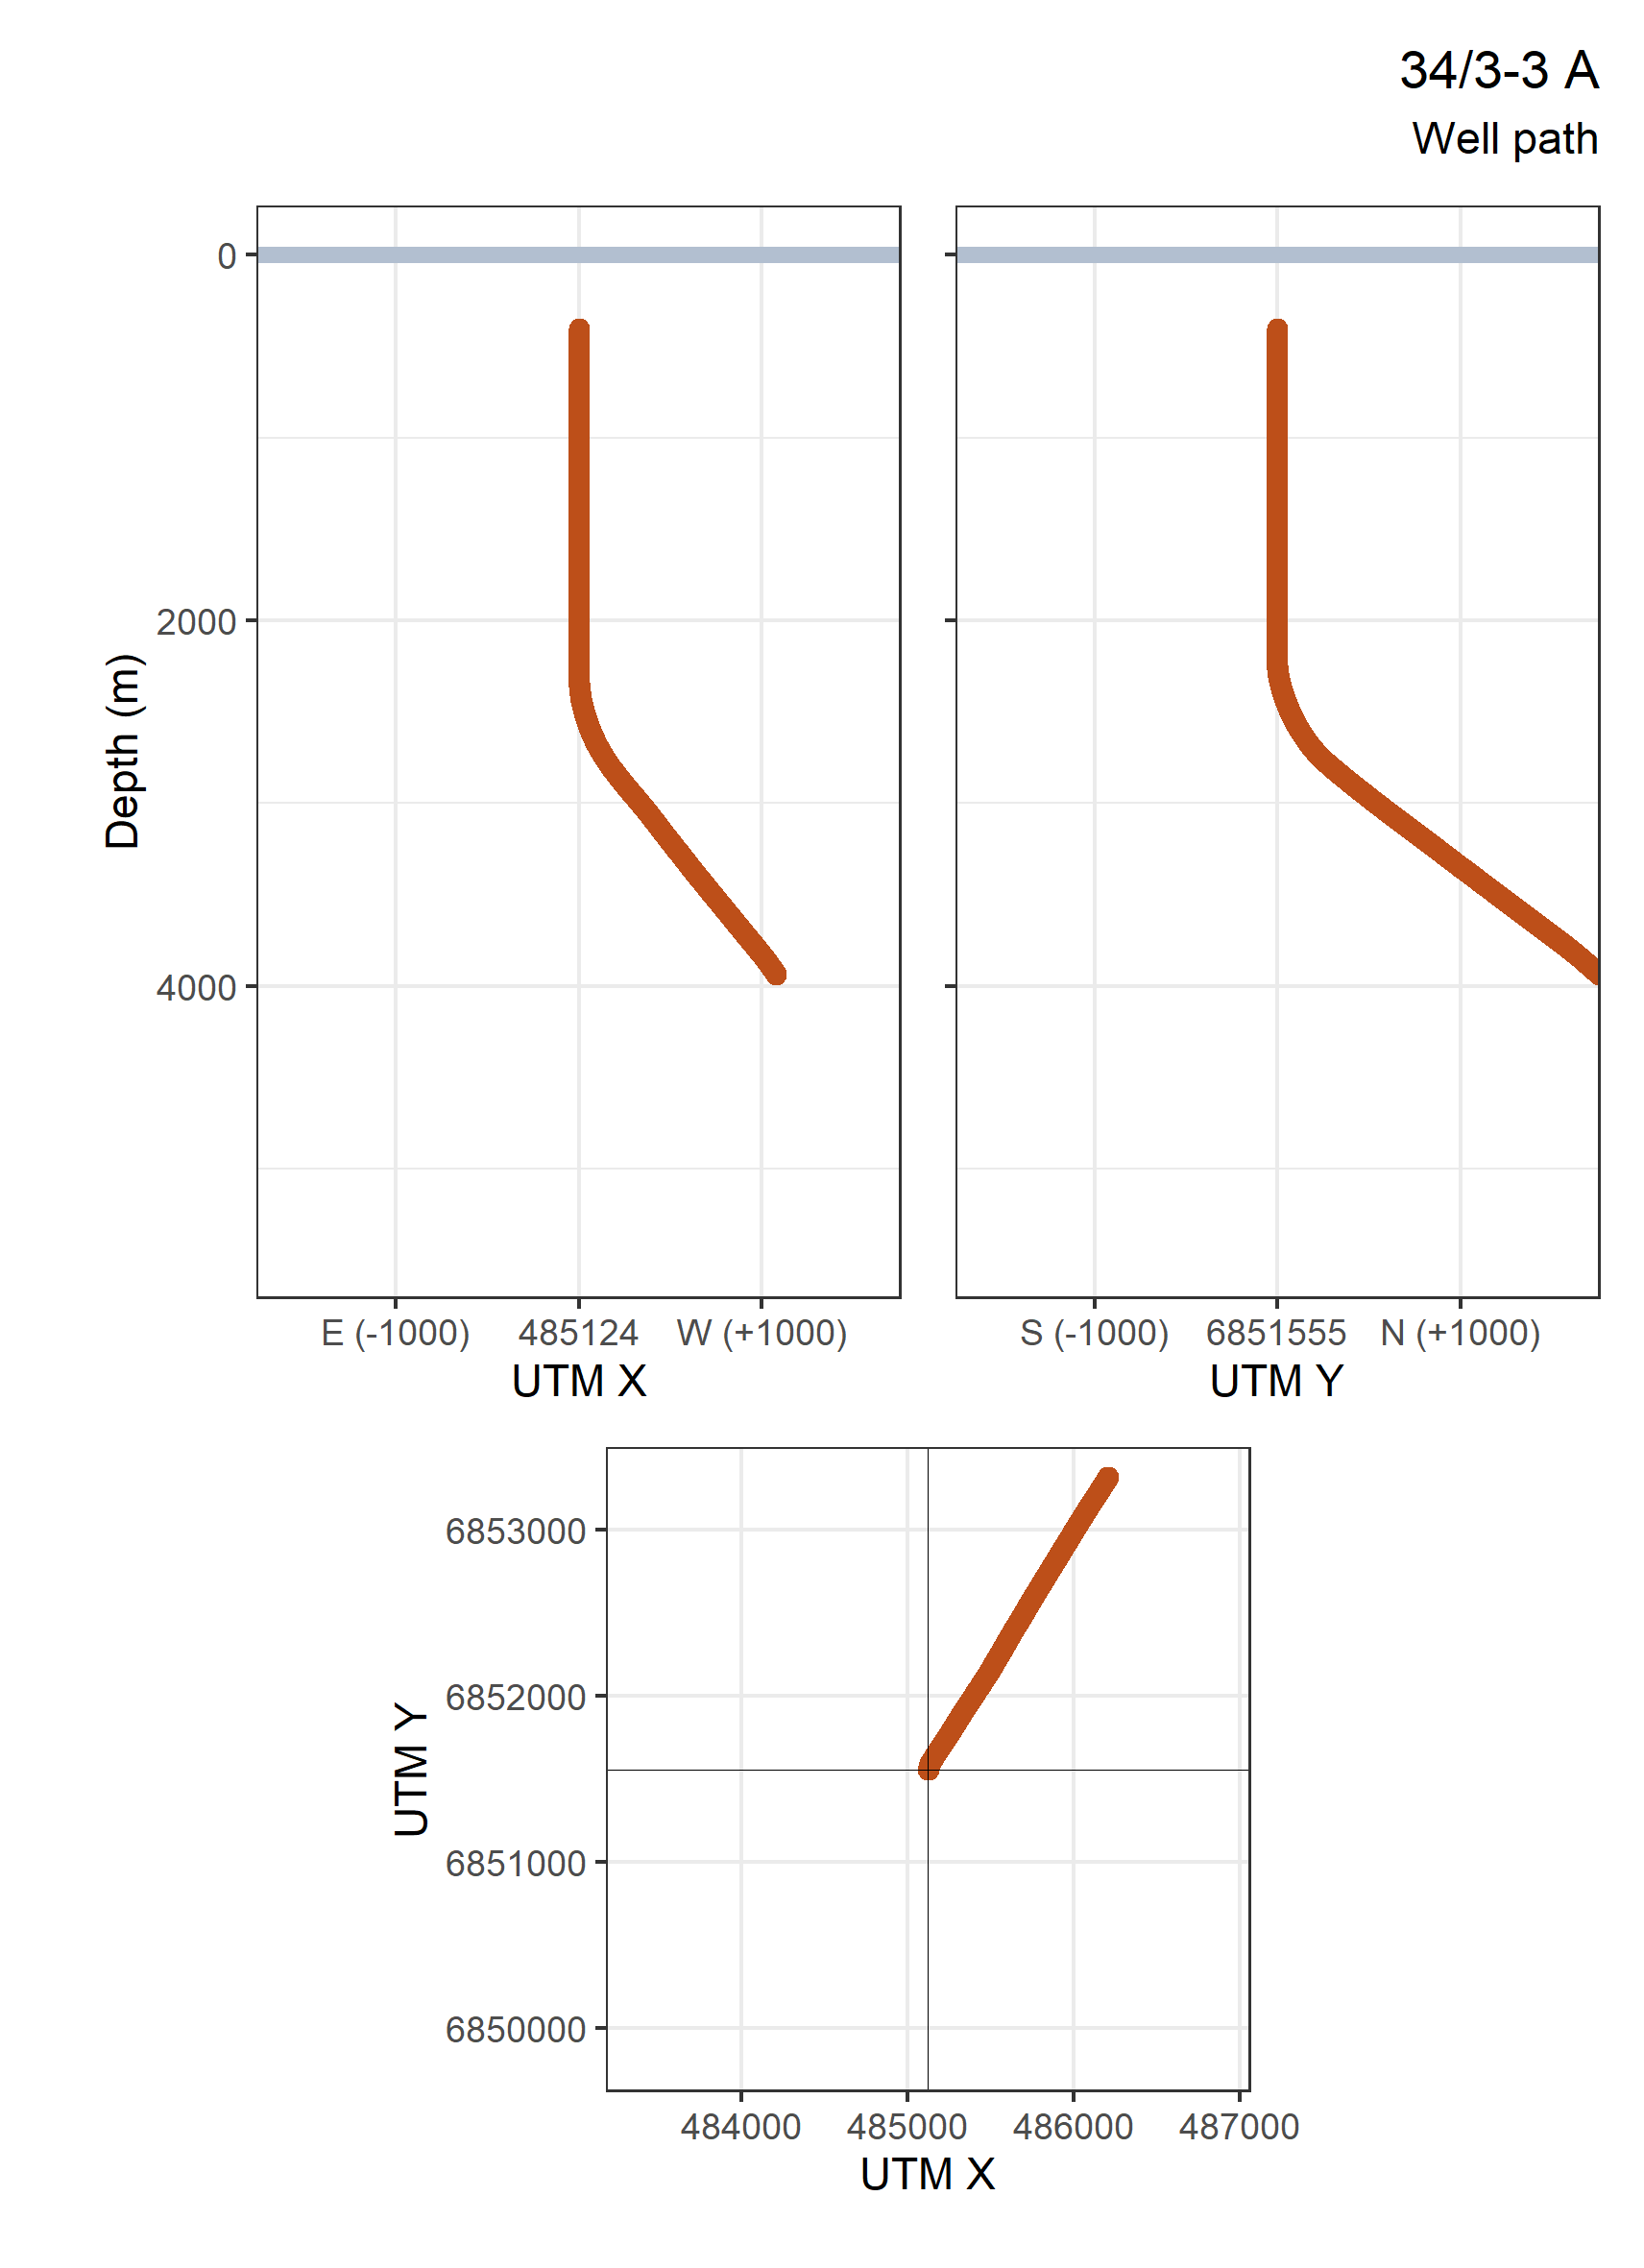 34/3-3 A
Well path
Depth (m)
0
2000
4000
E (-1000) 485124 W (+1000)
UTM X
S (-1000) 6851555 N (+1000)
UTM Y
UTM Y
6853000
6852000
6851000
6850000
484000 485000 486000 487000
UTM X